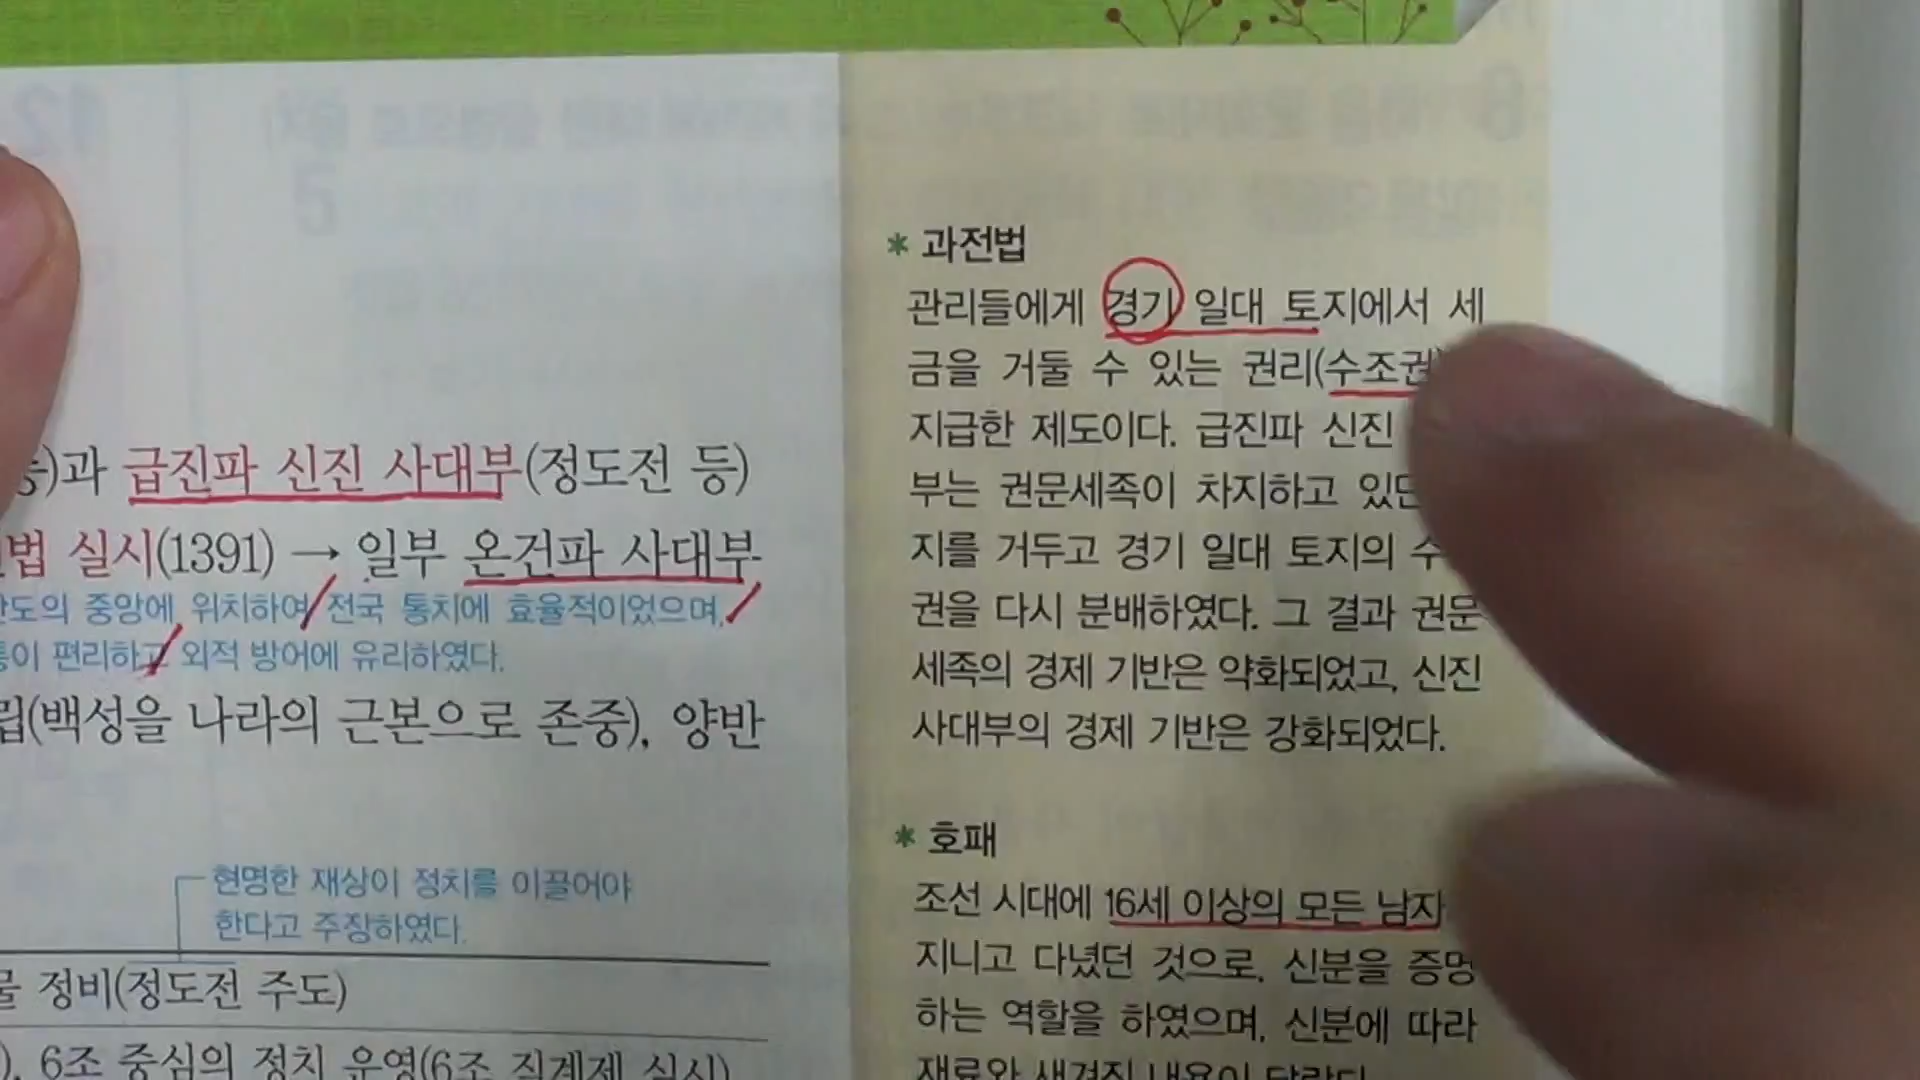 과 급진파 신진 사대부(정도전 등)
법 실시(1391) → 일부 온건파 사대부
중앙에 위치하여 전국 통치에 효율적이었으며,
편리하고 외적 방어에 유리하였다.
(백성을 나라의 근본으로 존중), 양반
현명한 재상이 정치를 이끌어야
한다고 주장하였다.
정비(정도전 주도)
6조 중심의 정치 운영(6조 직계제 실시)
* 과전법
관리들에게 경기 일대 토지에서 세
금을 거둘 수 있는 권리(수조권)
지급한 제도이다. 급진파 신진
부는 권문세족이 차지하고
지를 거두고 경기 일대 토지의
권을 다시 분배하였다. 그 결과 권문
세족의 경제 기반은 약화되었고, 신진
사대부의 경제 기반은 강화되었다.
* 호패
조선 시대에 16세 이상의 모든 남자
지니고 다녔던 것으로, 신분을 증명
하는 역할을 하였으며, 신분에 따라
재료와 새겨진 내용이 달랐다.